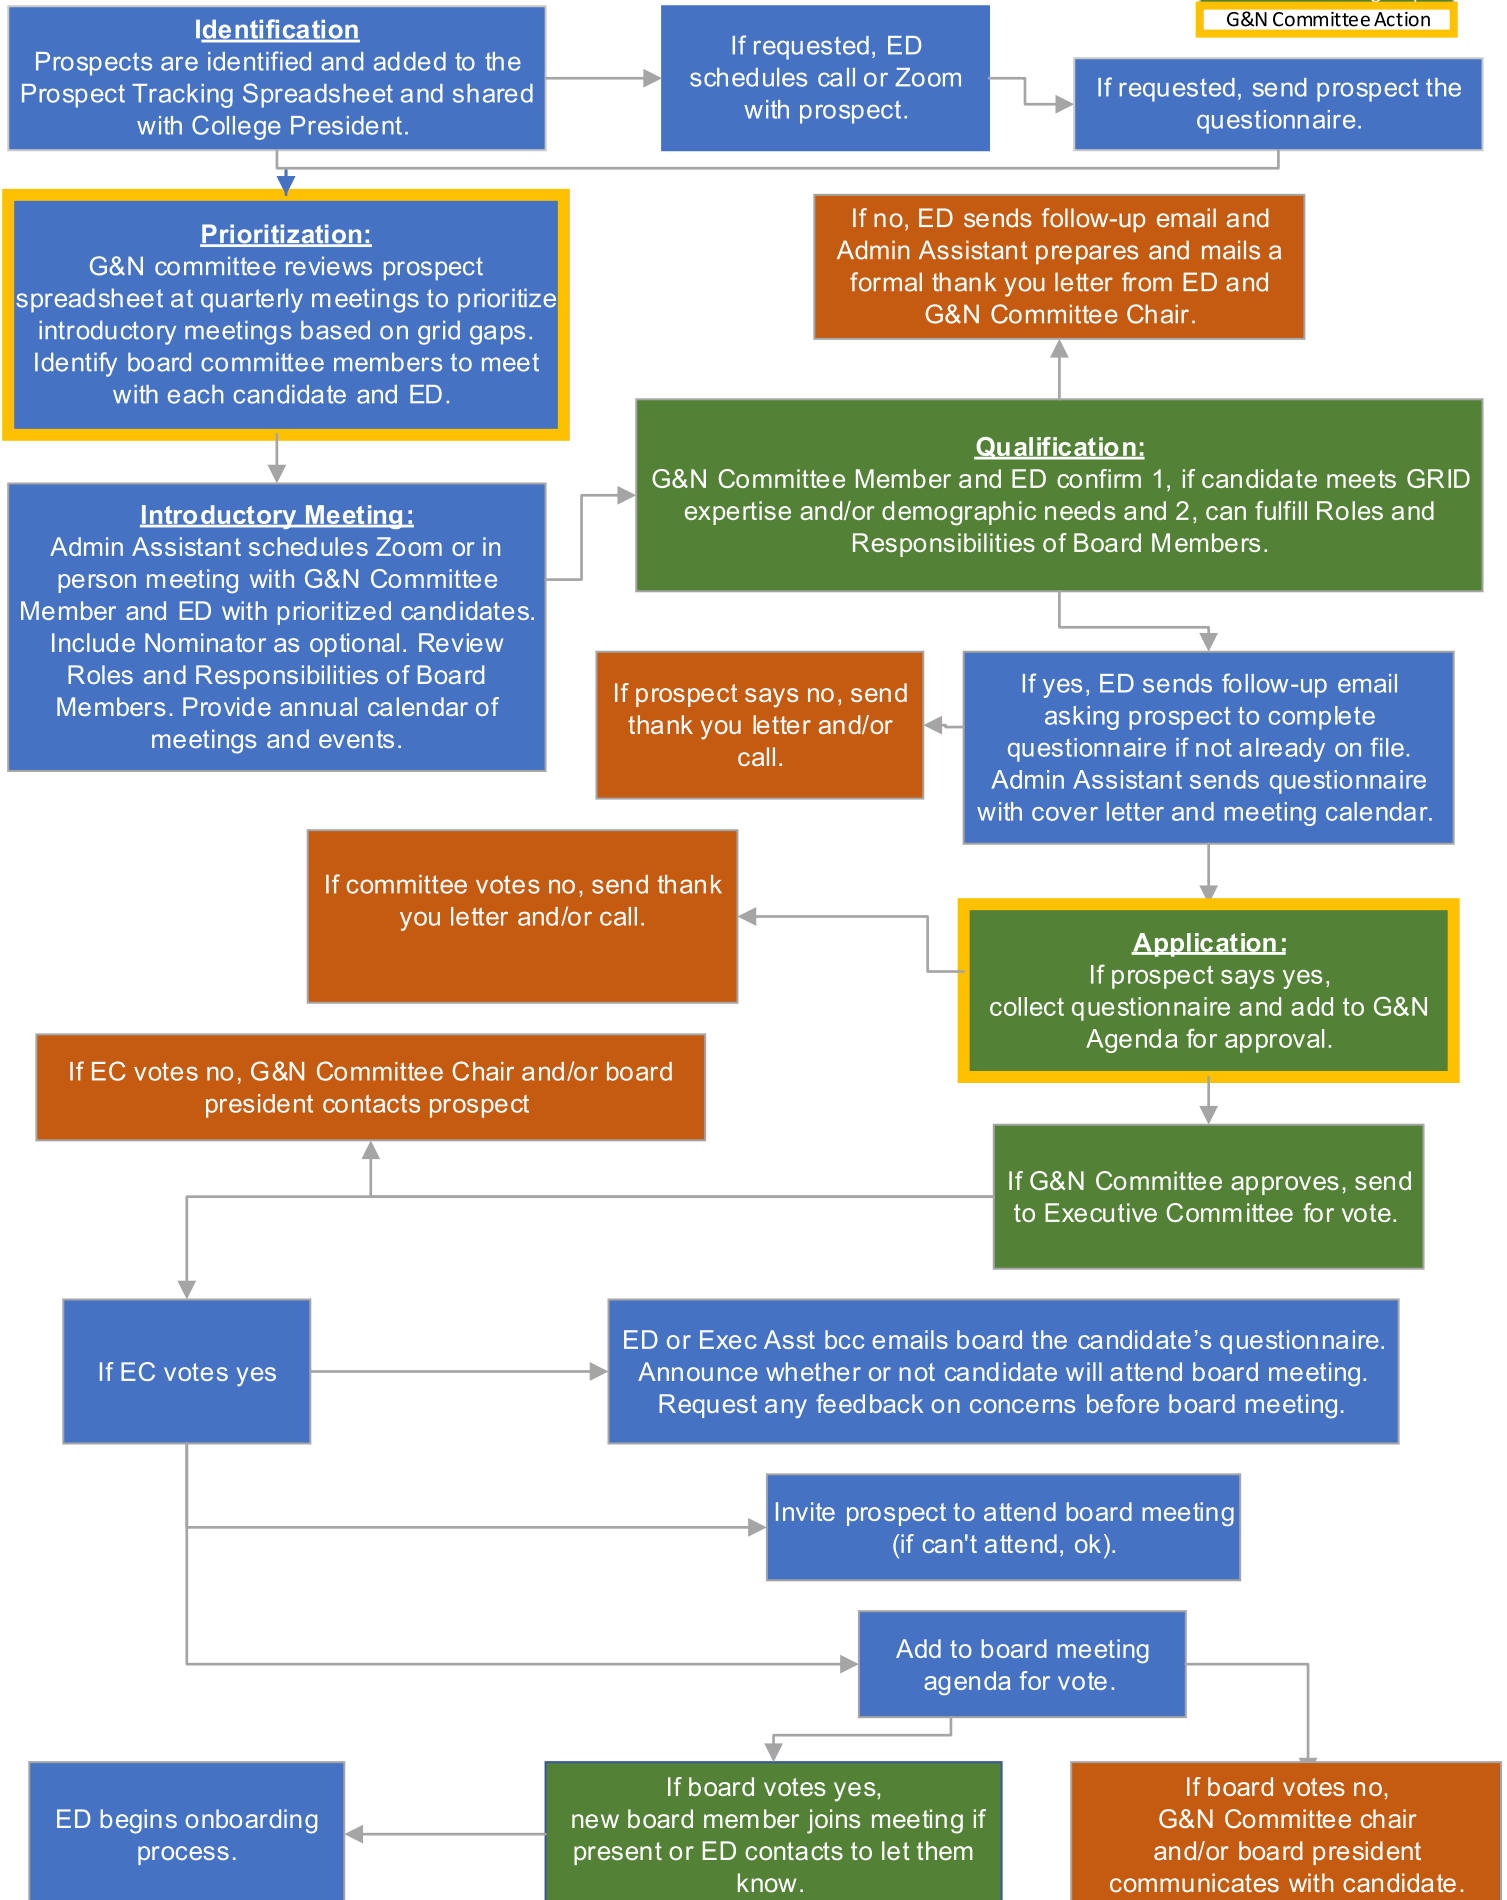 G&N Committee Action
Identification
Prospects are identified and added to the
Prospect Tracking Spreadsheet and shared
with College President.
If requested, ED
schedules call or Zoom
with prospect.
If requested, send prospect the
questionnaire.
Prioritization:
G&N committee reviews prospect
spreadsheet at quarterly meetings to prioritize
introductory meetings based on grid gaps.
Identify board committee members to meet
with each candidate and ED.
If no, ED sends follow-up email and
Admin Assistant prepares and mails a
formal thank you letter from ED and
G&N Committee Chair.
Qualification:
G&N Committee Member and ED confirm 1, if candidate meets GRID
expertise and/or demographic needs and 2, can fulfill Roles and
Responsibilities of Board Members.
Introductory Meeting:
Admin Assistant schedules Zoom or in
person meeting with G&N Committee
Member and ED with prioritized candidates.
Include Nominator as optional. Review
Roles and Responsibilities of Board
Members. Provide annual calendar of
meetings and events.
If prospect says no, send
thank you letter and/or
call.
If yes, ED sends follow-up email
asking prospect to complete
questionnaire if not already on file.
Admin Assistant sends questionnaire
with cover letter and meeting calendar.
If committee votes no, send thank
you letter and/or call.
Application:
If prospect says yes,
collect questionnaire and add to G&N
Agenda for approval.
If EC votes no, G&N Committee Chair and/or board
president contacts prospect
If G&N Committee approves, send
to Executive Committee for vote.
If EC votes yes
ED or Exec Asst bcc emails board the candidate’s questionnaire.
Announce whether or not candidate will attend board meeting.
Request any feedback on concerns before board meeting.
Invite prospect to attend board meeting
(if can't attend, ok).
Add to board meeting
agenda for vote.
ED begins onboarding
process.
If board votes yes,
new board member joins meeting if
present or ED contacts to let them
know.
If board votes no,
G&N Committee chair
and/or board president
communicates with candidate.